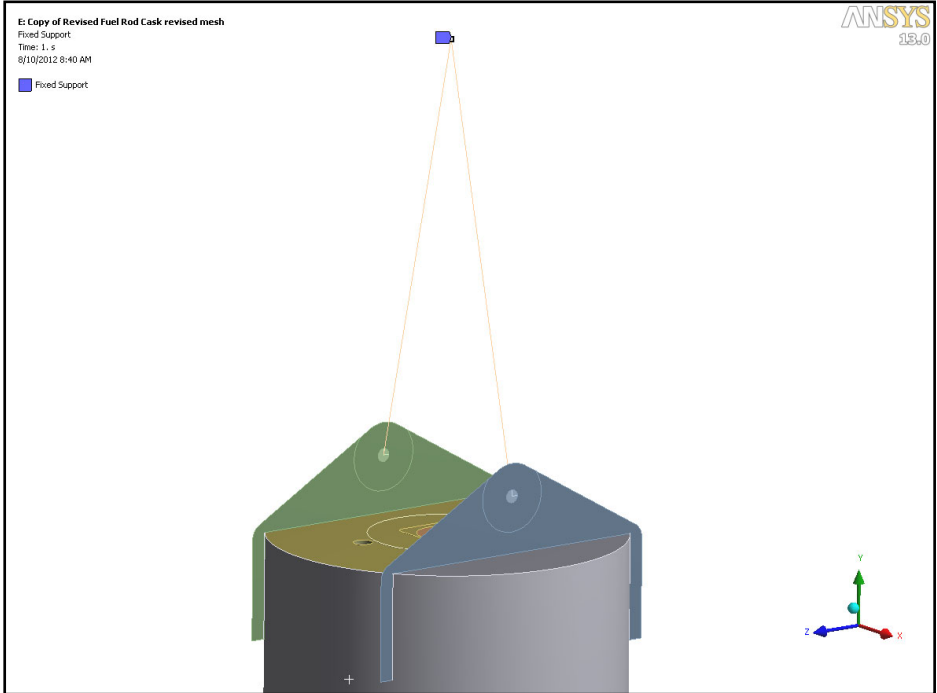 E: Copy of Revised Fuel Rod Cask revised mesh
Fixed Support
Time: 1. s
8/10/2012 8:40 AM
Fixed Support
ANSYS
13.0
Y
Z
X